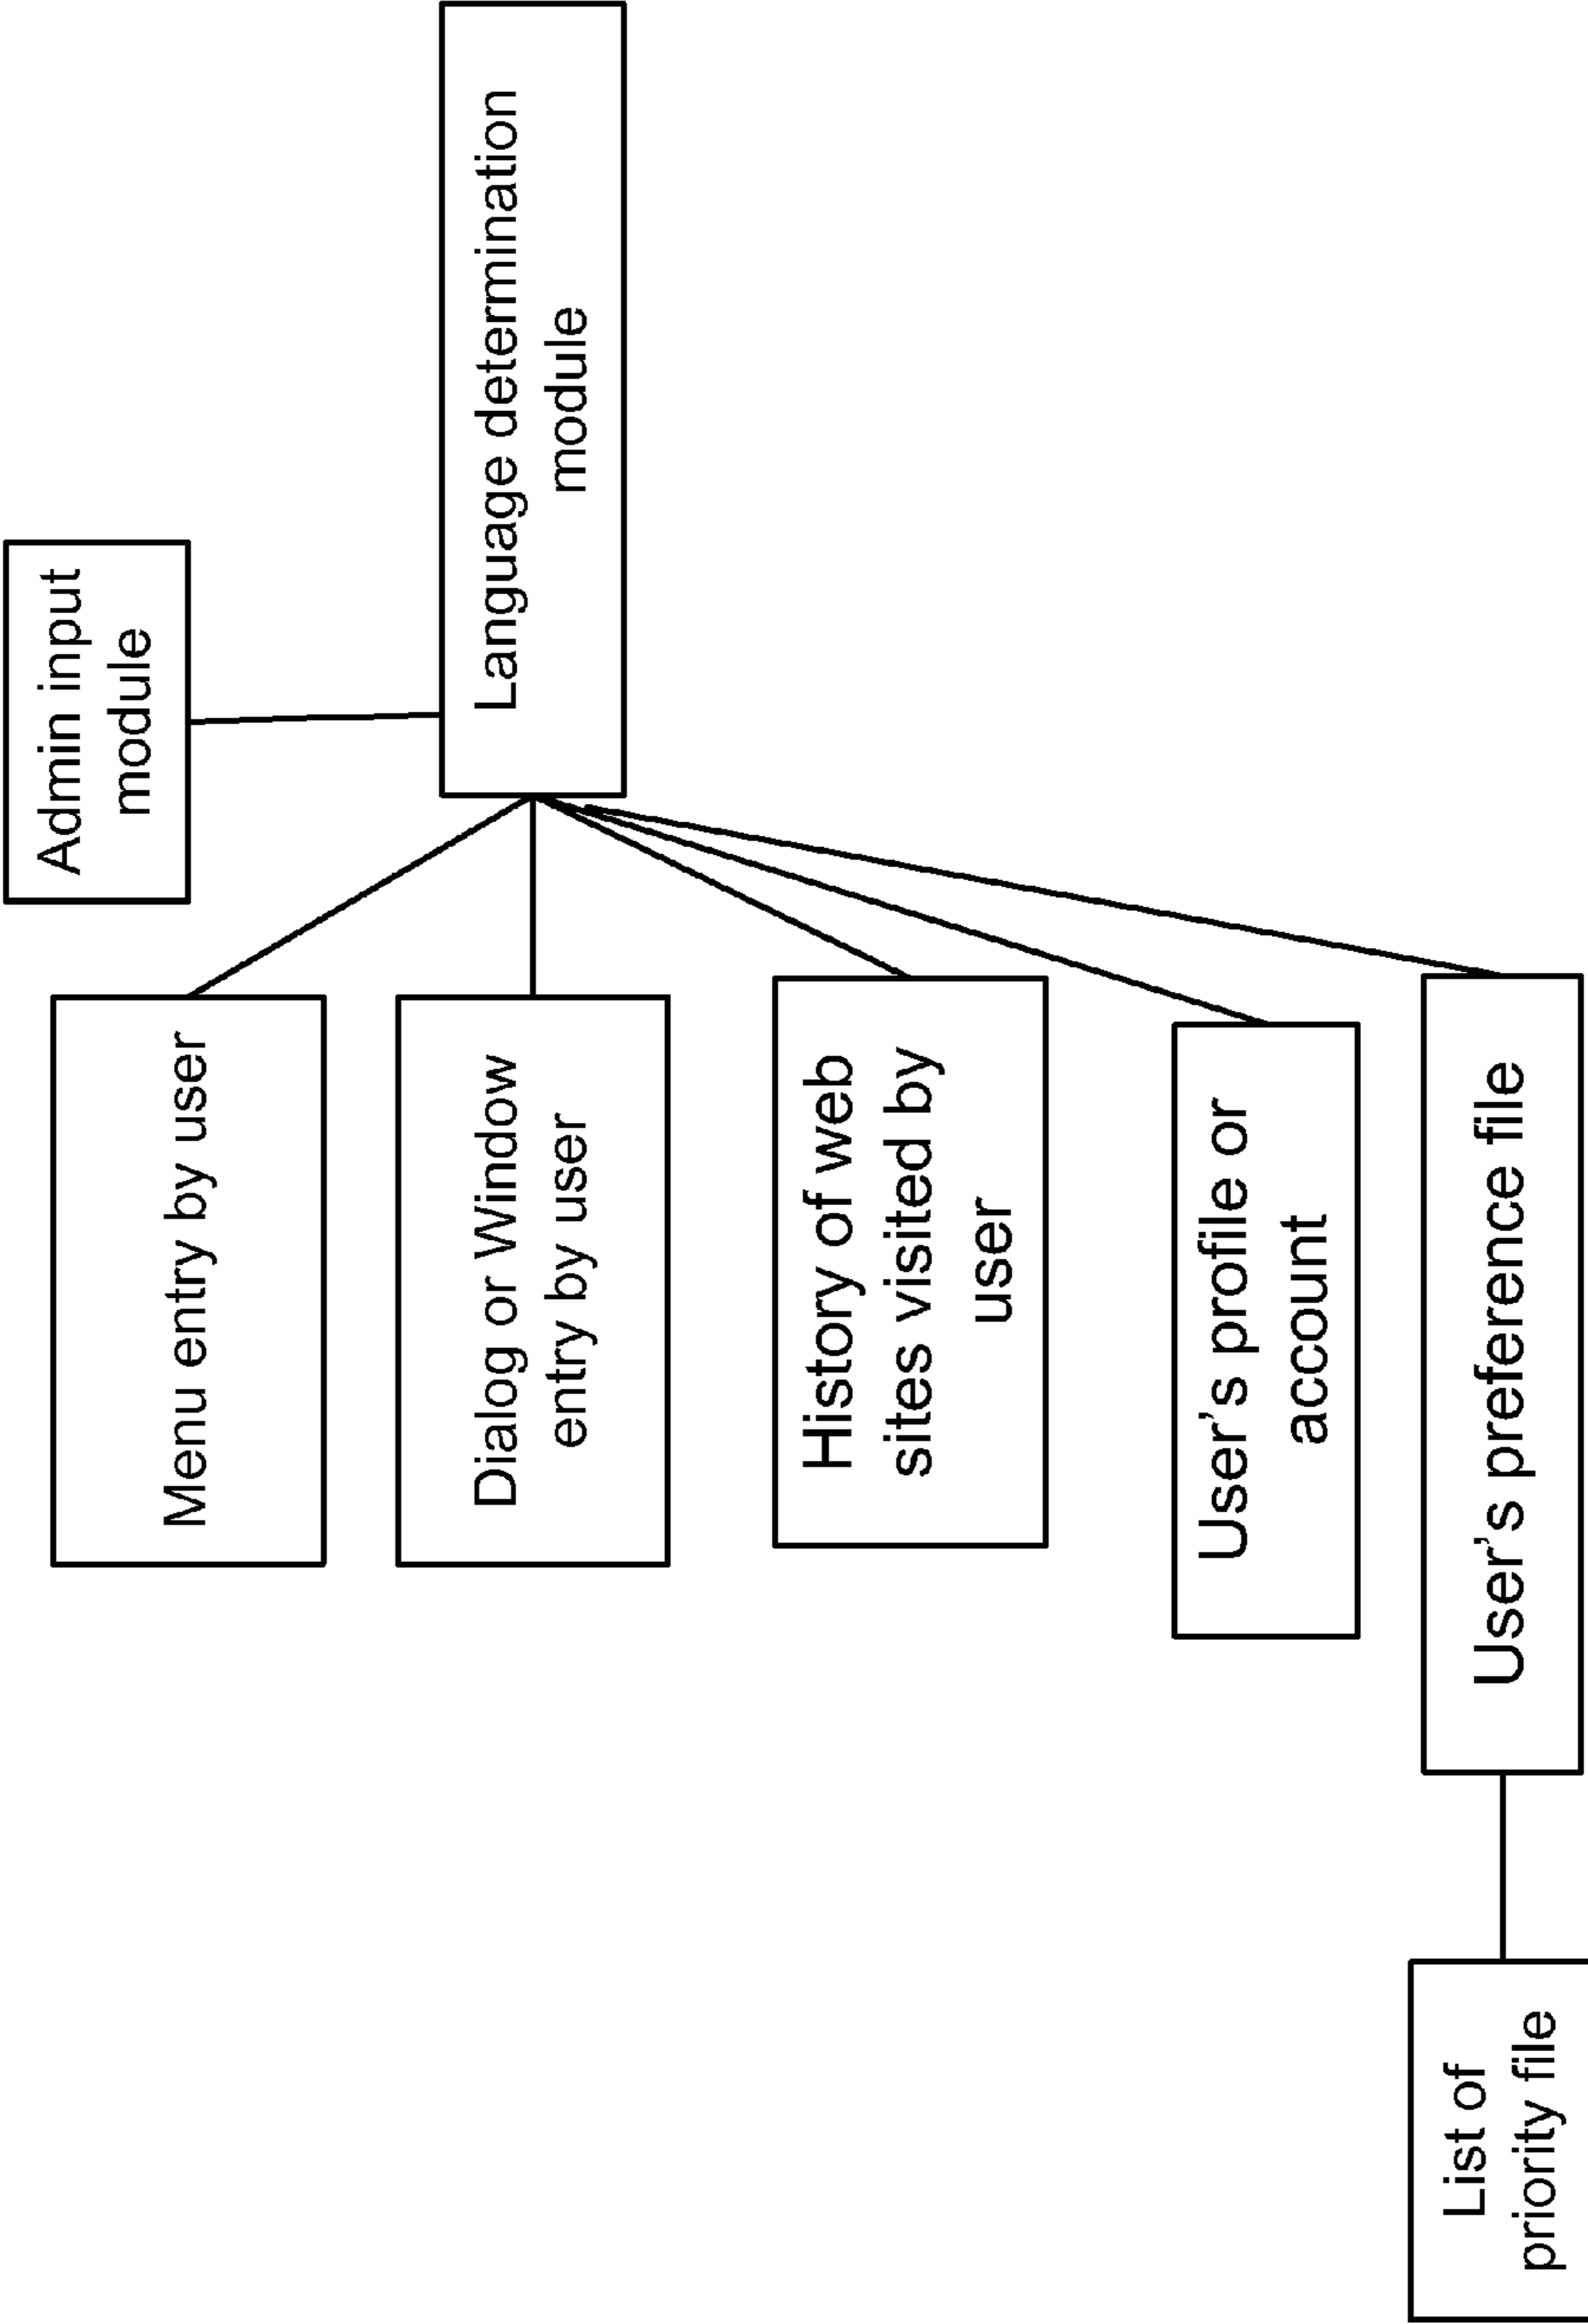 Admin input
module
Language determination
module
Menu entry by user
Dialog or Window
entry by user
History of web
sites visited by
user
User’s profile or
account
User’s preference file
List of
priority file